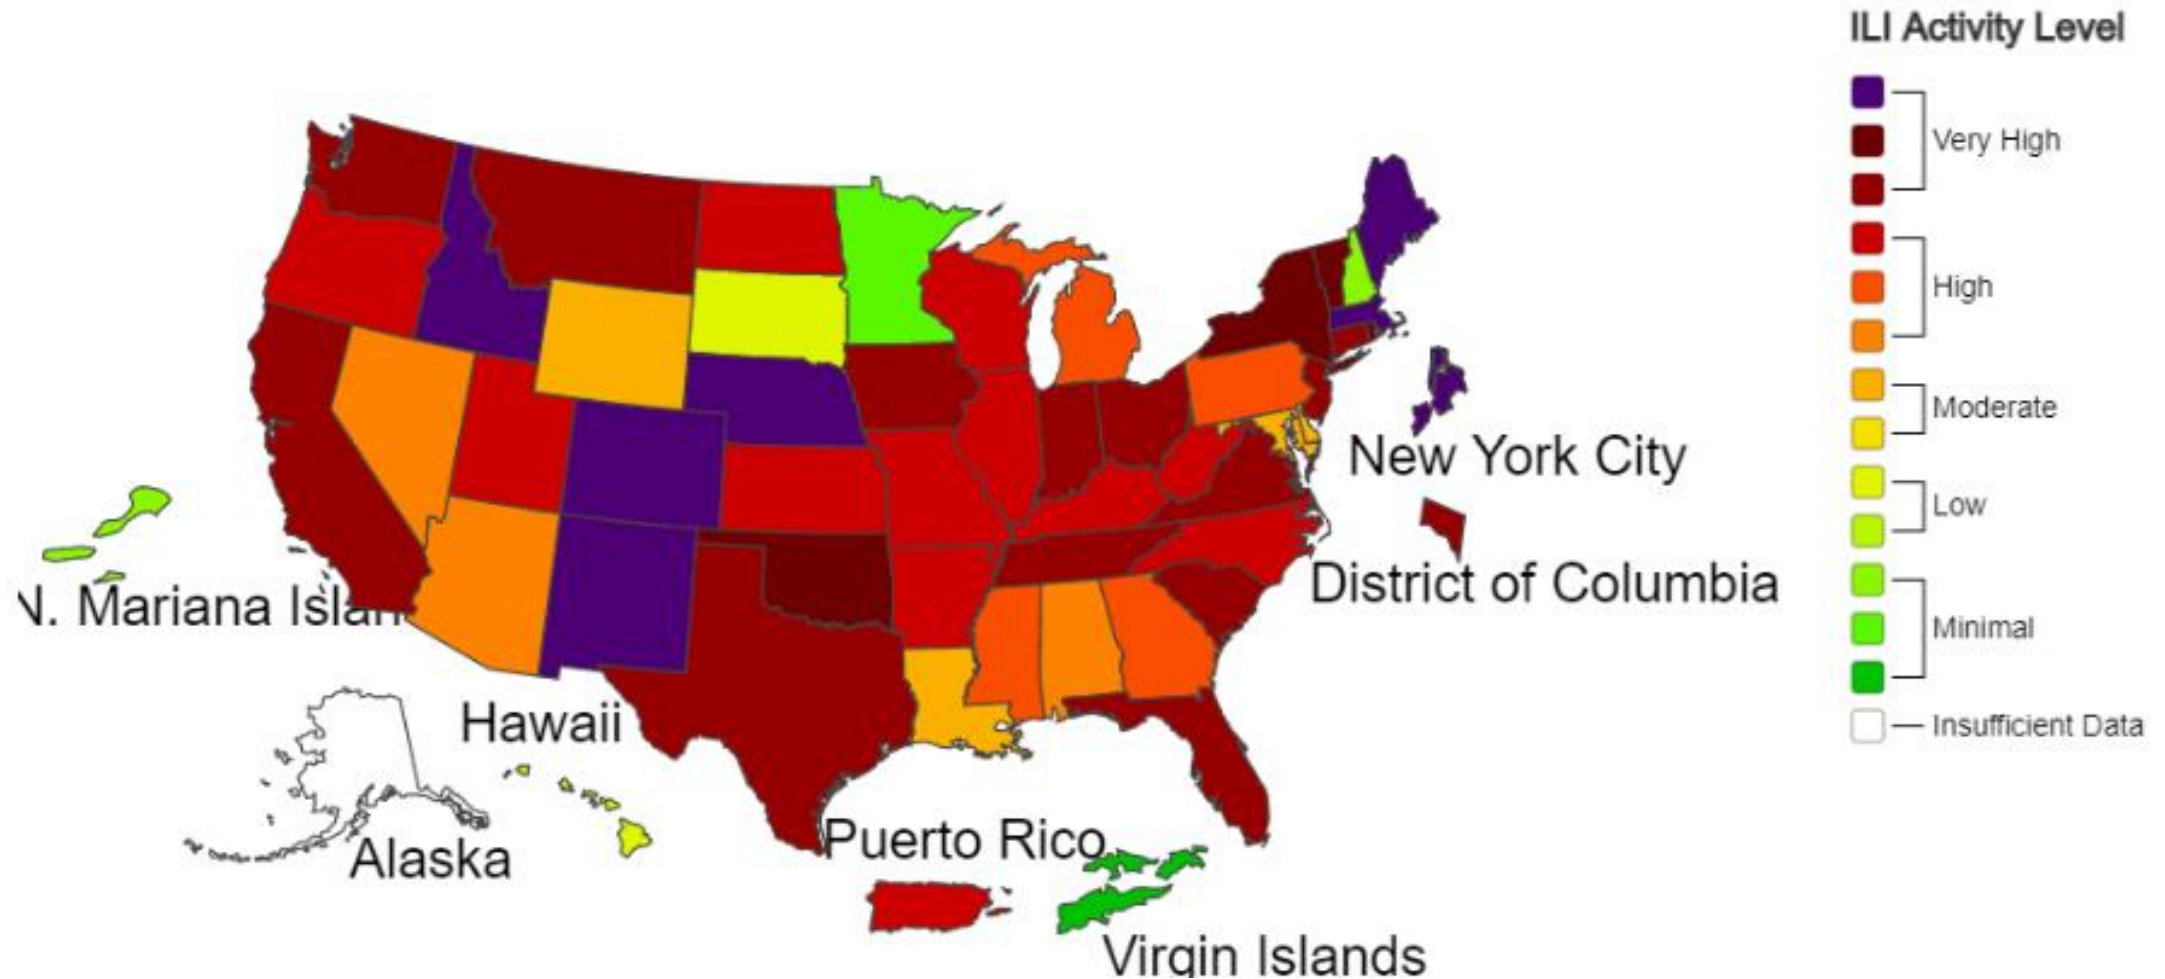 ILI Activity Level
Very High
High
Moderate
Low
Minimal
Insufficient Data
New York City
District of Columbia
N. Mariana Islan
Hawaii
Alaska
Puerto Rico
Virgin Islands